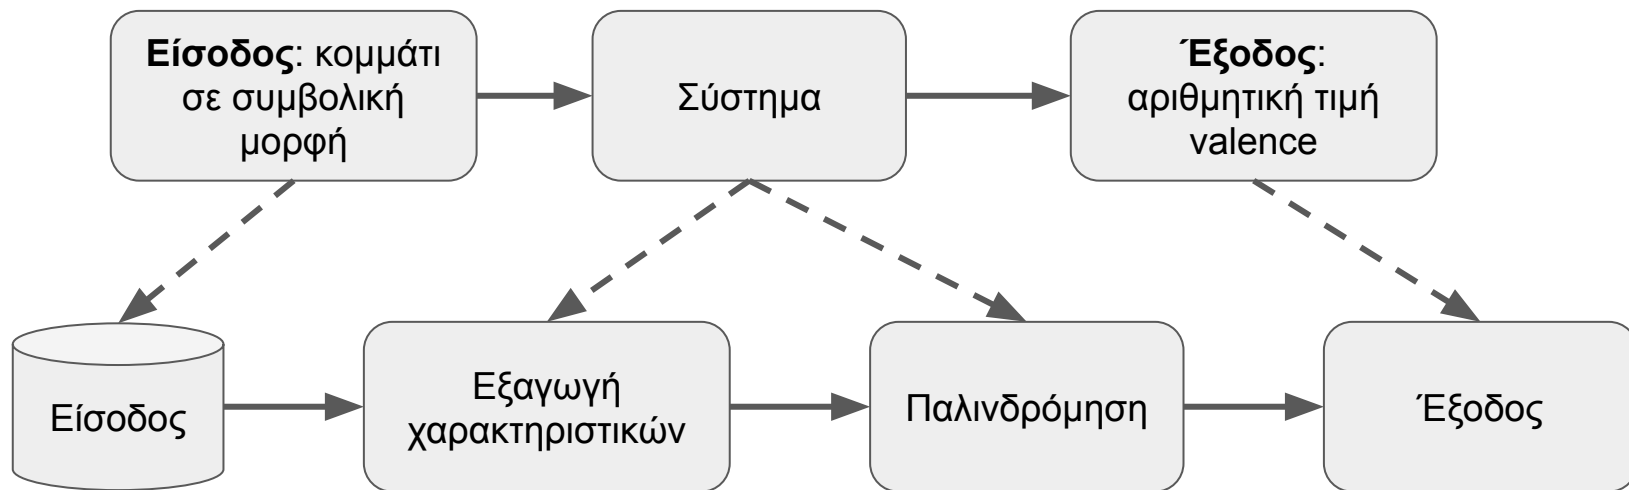 Είσοδος: κομμάτι
σε συμβολική
μορφή
Σύστημα
Έξοδος:
αριθμητική τιμή
valence
Είσοδος
Εξαγωγή
χαρακτηριστικών
Παλινδρόμηση
Έξοδος